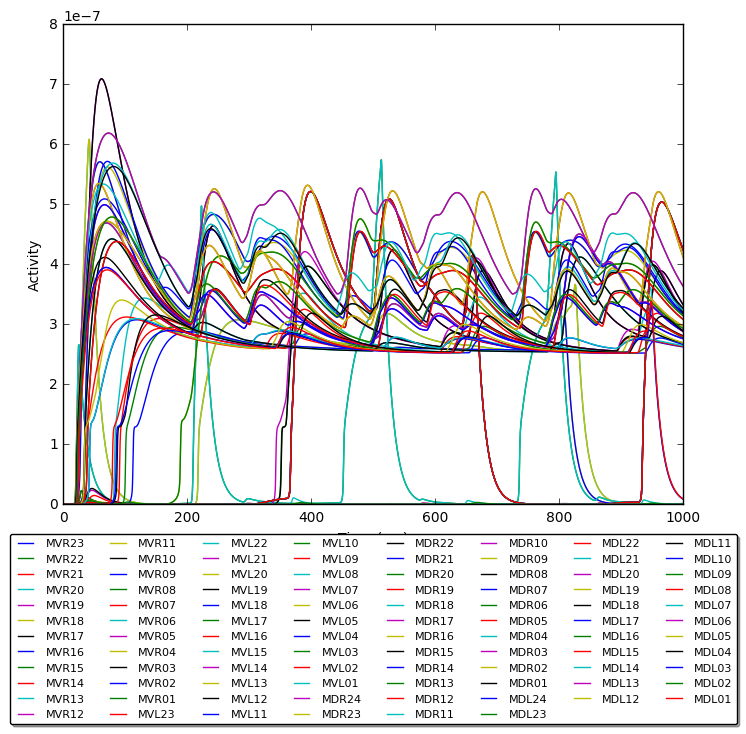 1e−7
8
7
6
5
4
3
2
1
0
Activity
0 200 400 600 800 1000
MVR23 MVR11 MVL22 MVL10 MDR22 MDR10 MDL22 MDL11
MVR22 MVR10 MVL21 MVL09 MDR21 MDR09 MDL21 MDL10
MVR21 MVR09 MVL20 MVL08 MDR20 MDR08 MDL20 MDL09
MVR20 MVR08 MVL19 MVL07 MDR19 MDR07 MDL19 MDL08
MVR19 MVR07 MVL18 MVL06 MDR18 MDR06 MDL18 MDL07
MVR18 MVR06 MVL17 MVL05 MDR17 MDR05 MDL17 MDL06
MVR17 MVR05 MVL16 MVL04 MDR16 MDR04 MDL16 MDL05
MVR16 MVR04 MVL15 MVL03 MDR15 MDR03 MDL15 MDL04
MVR15 MVR03 MVL14 MVL02 MDR14 MDR02 MDL14 MDL03
MVR14 MVR02 MVL13 MVL01 MDR13 MDR01 MDL13 MDL02
MVR13 MVR01 MVL12 MDR24 MDR12 MDL24 MDL12 MDL01
MVR12 MVL23 MVL11 MDR23 MDR11 MDL23